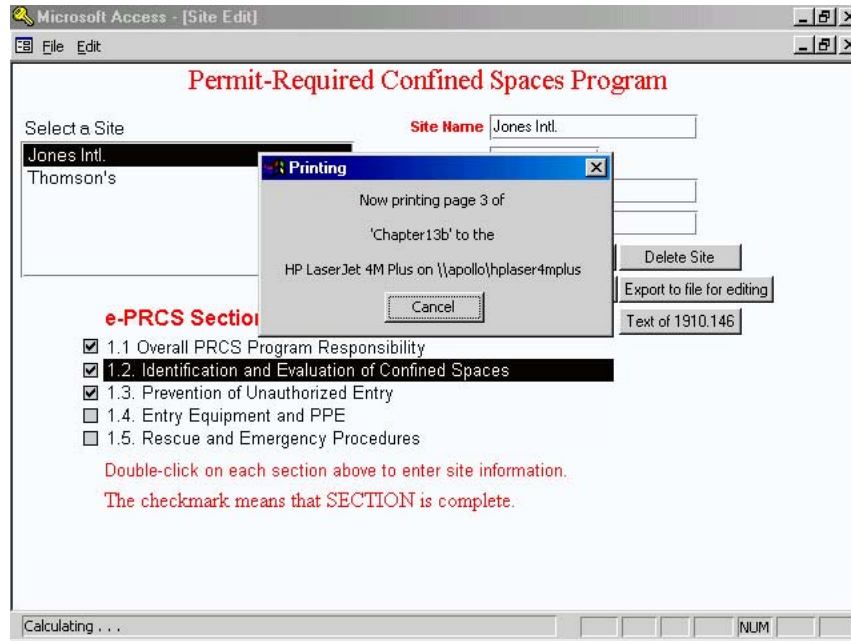 Microsoft Access - [Site Edit]
File Edit
Permit-Required Confined Spaces Program
Select a Site
Site Name Jones Intl.
Jones Intl.
Thomson's
Printing
Now printing page 3 of
'Chapter13b' to the
HP LaserJet 4M Plus on \\apollo\hplaser4mplus
Cancel
Delete Site
Export to file for editing
Text of 1910.146
e-PRCS Sectio
1.1 Overall PRCS Program Responsibility
1.2. Identification and Evaluation of Confined Spaces
1.3. Prevention of Unauthorized Entry
1.4. Entry Equipment and PPE
1.5. Rescue and Emergency Procedures
Double-click on each section above to enter site information.
The checkmark means that SECTION is complete.
Calculating . . .
NUM